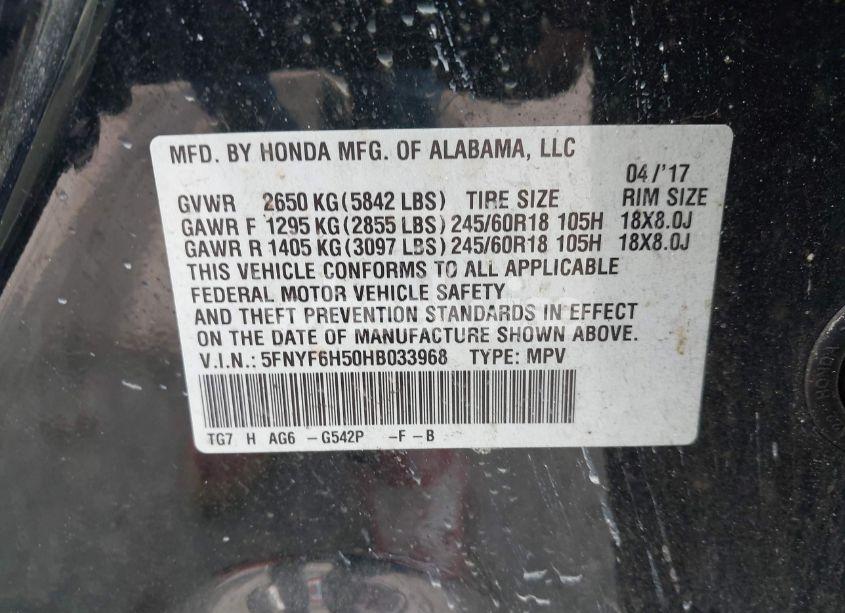 MFD. BY HONDA MFG. OF ALABAMA, LLC
04/'17
GVWR 2650 KG(5842 LBS) TIRE SIZE RIM SIZE
GAWR F 1295 KG(2855 LBS)245/60R18 105H 18X8.0J
GAWR R 1405 KG(3097 LBS)245/60R18 105H 18X8.0J
THIS VEHICLE CONFORMS TO ALL APPLICABLE
FEDERAL MOTOR VEHICLE SAFETY
AND THEFT PREVENTION STANDARDS IN EFFECT
ON THE DATE OF MANUFACTURE SHOWN ABOVE.
V.I.N.: 5FNYF6H50HB033968 TYPE: MPV
TG7 H AG6 -G542P -F-B